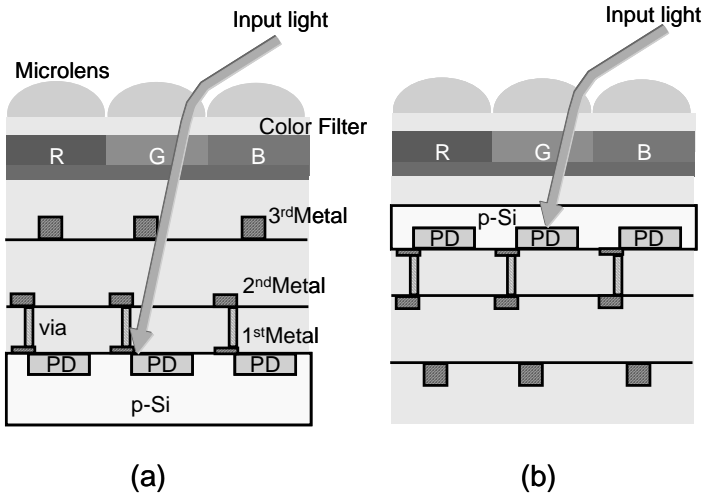 Input light
Microlens
Color Filter
R G B
3rdMetal
2ndMetal
via
1stMetal
PD PD PD
p-Si
(a)
Input light
R G B
p-Si
PD PD PD
(b)